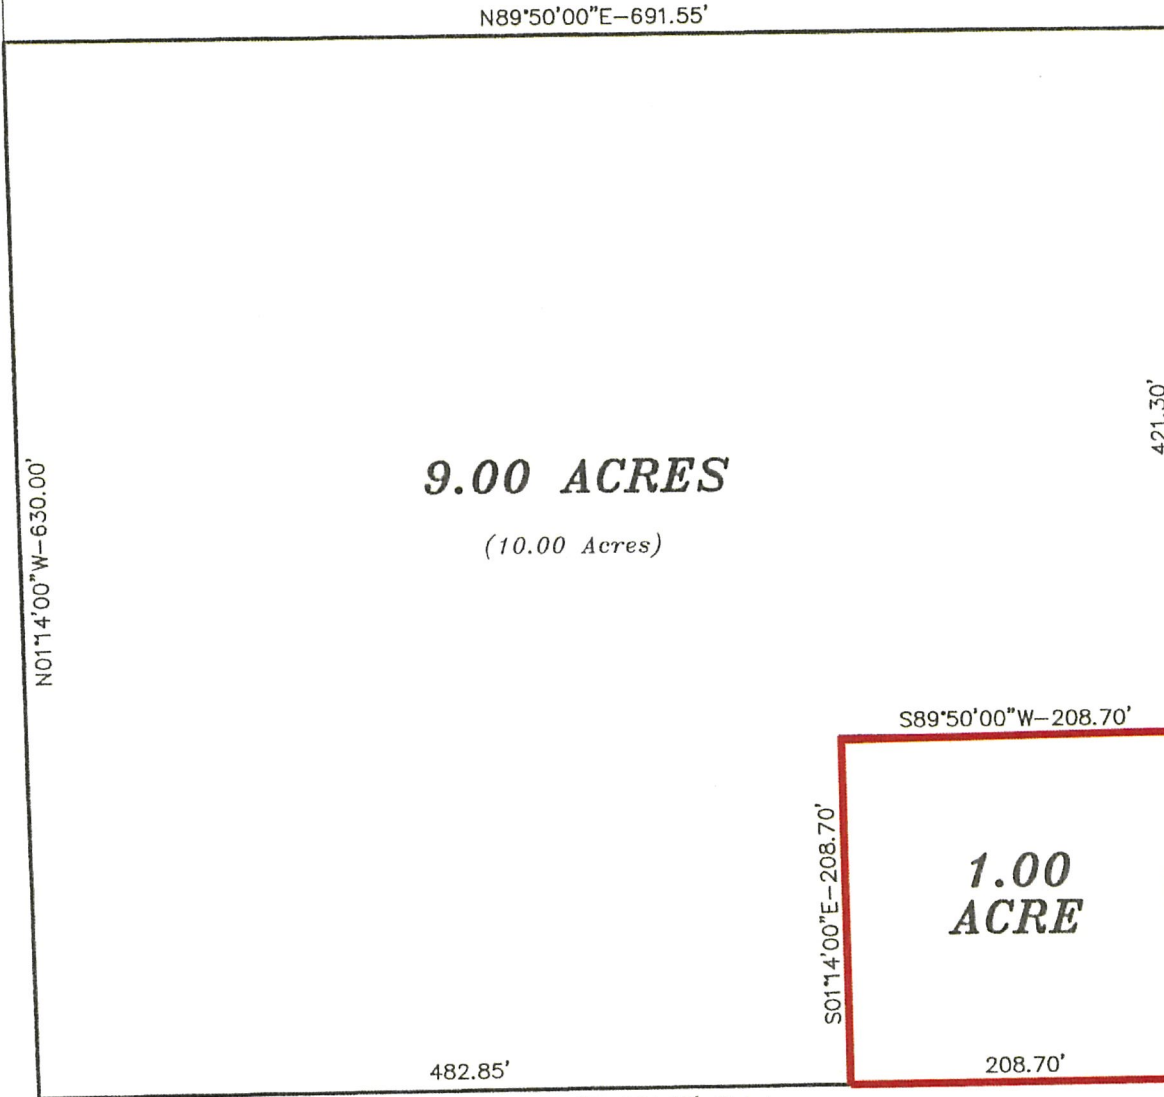 N89°50'00"E-691.55'
421.30'
9.00 ACRES
(10.00 Acres)
N01°14'00"W-630.00'
S89°50'00"W-208.70'
S01°14'00"E-208.70'
1.00
ACRE
482.85'
208.70'